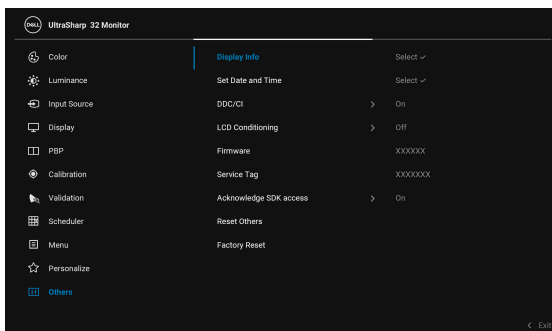 DELL UltraSharp 32 Monitor
Color
Display Info Select
Luminance
Set Date and Time Select
Input Source
DDC/CI > On
Display
LCD Conditioning > Off
PBP
Firmware XXXXXX
Calibration
Service Tag XXXXXXX
Validation
Acknowledge SDK access > On
Scheduler
Reset Others
Menu
Factory Reset
Personalize
Others
< Exit